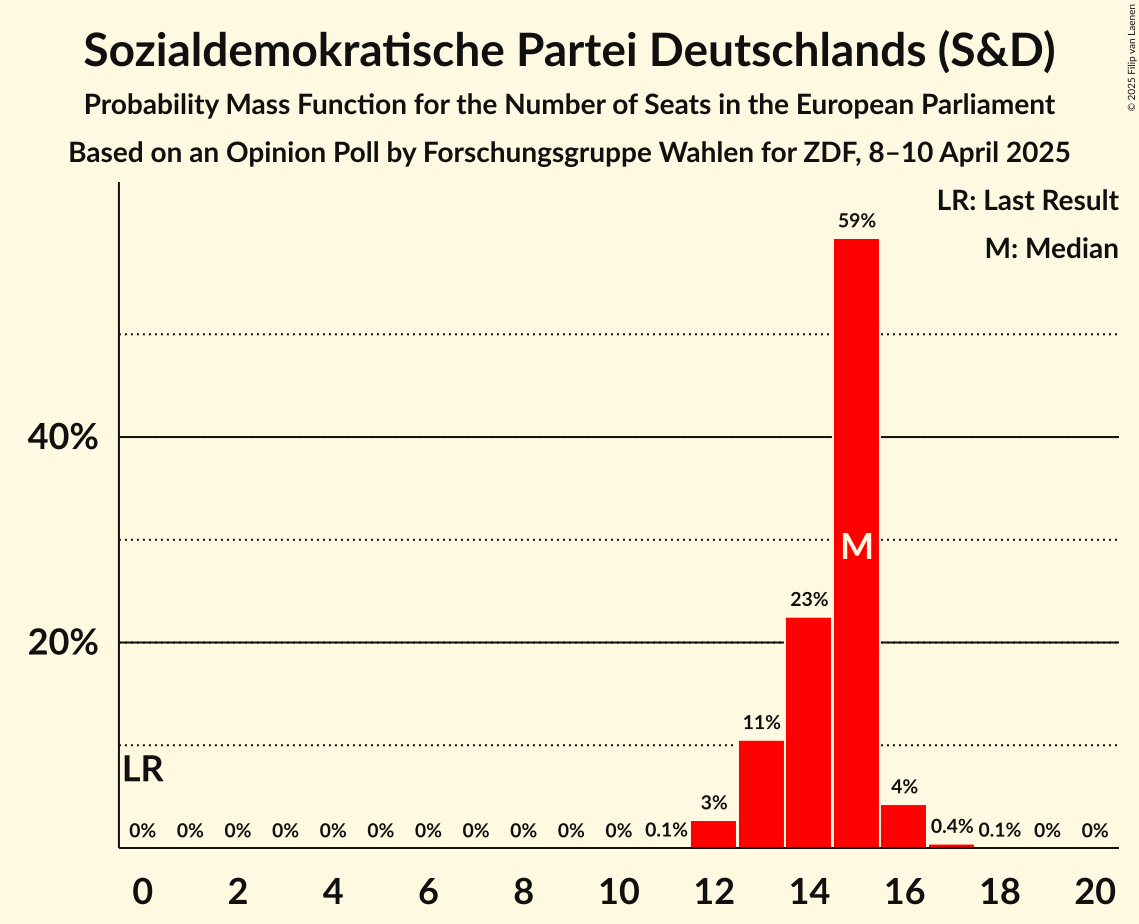 Sozialdemokratische Partei Deutschlands (S&D)
Probability Mass Function for the Number of Seats in the European Parliament
Based on an Opinion Poll by Forschungsgruppe Wahlen for ZDF, 8–10 April 2025
© 2025 Filip van Laenen
LR: Last Result
M: Median
59%
40%
M
23%
20%
11%
LR
4%
3%
0% 0% 0% 0% 0% 0% 0% 0% 0% 0% 0% 0.1% 0.4% 0.1% 0% 0%
0 2 4 6 8 10 12 14 16 18 20